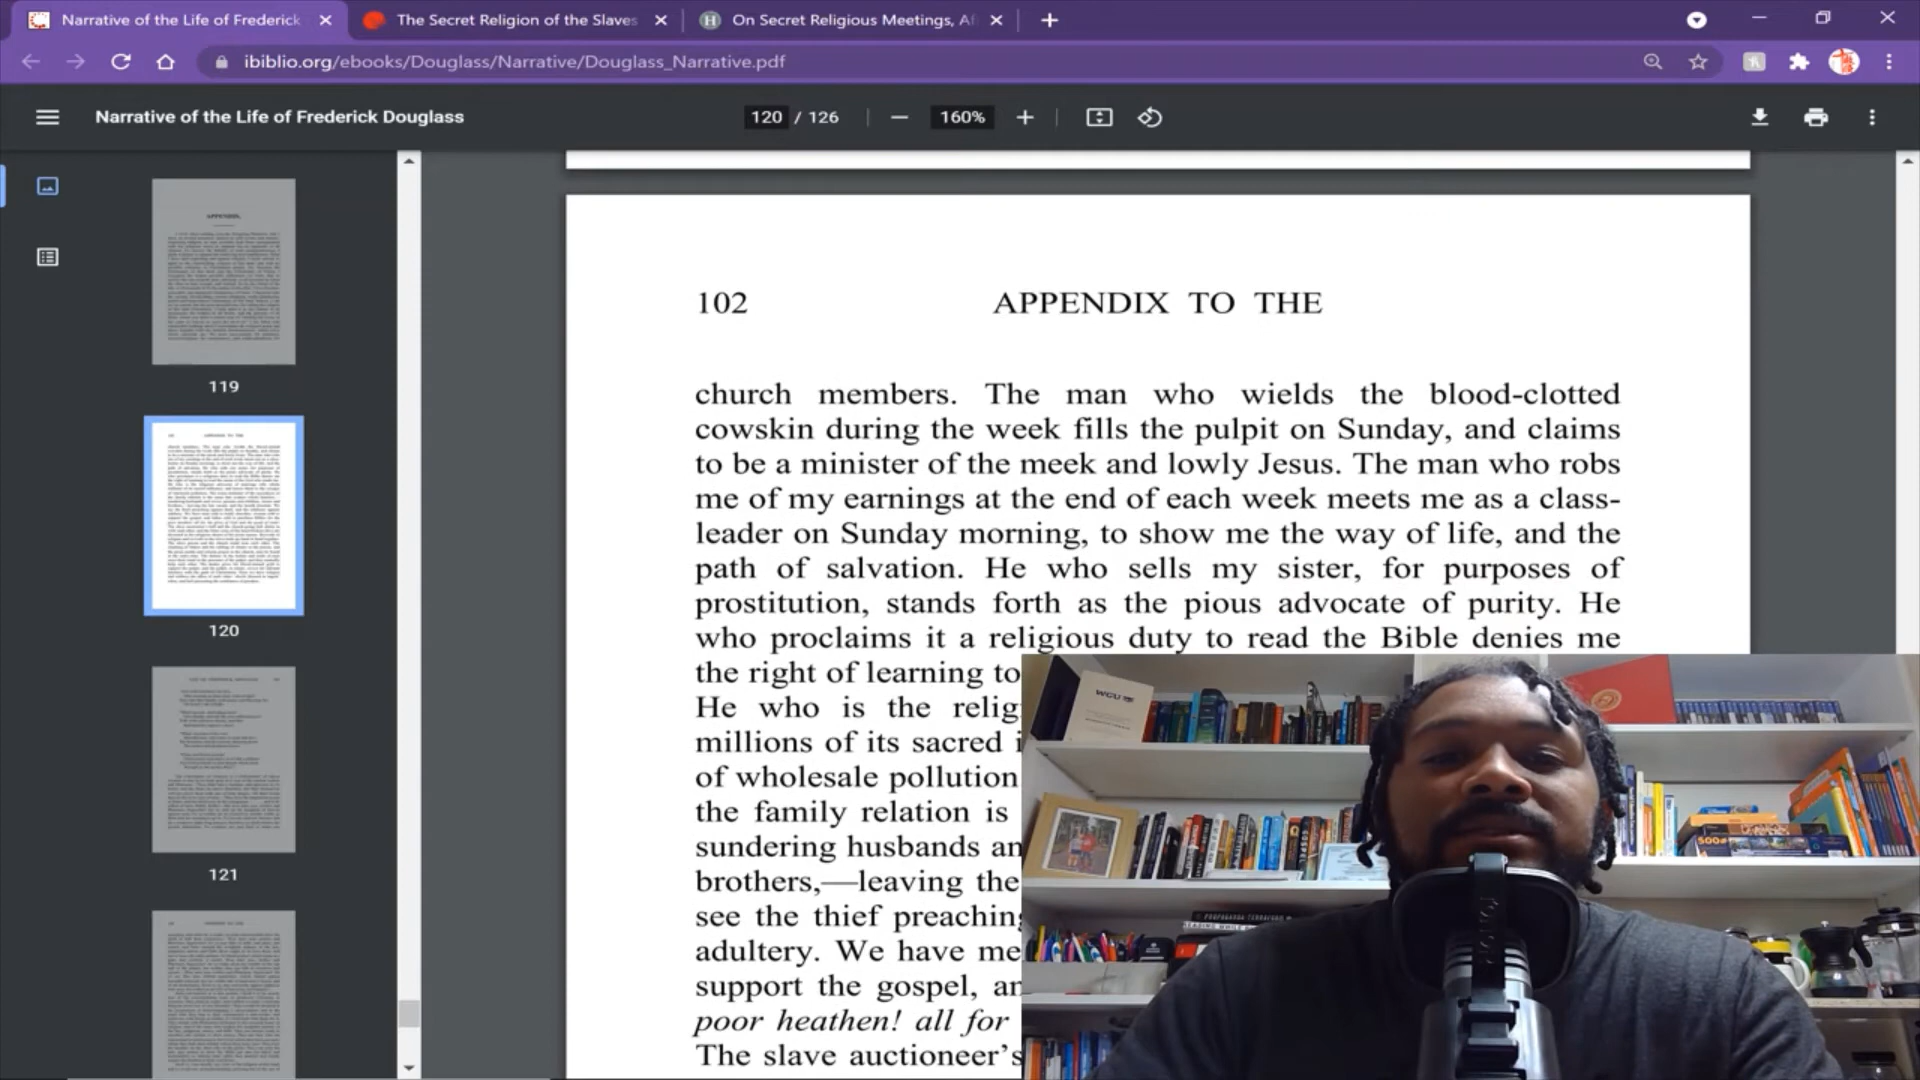 Narrative of the Life of Frederick
The Secret Religion of the Slaves
On Secret Religious Meetings, Af
ibiblio.org/ebooks/Douglass/Narrative/Douglass_Narrative.pdf
Narrative of the Life of Frederick Douglass
120 / 126
160%
119
120
121
102 APPENDIX TO THE
church members. The man who wields the blood-clotted
cowskin during the week fills the pulpit on Sunday, and claims
to be a minister of the meek and lowly Jesus. The man who robs
me of my earnings at the end of each week meets me as a class-
leader on Sunday morning, to show me the way of life, and the
path of salvation. He who sells my sister, for purposes of
prostitution, stands forth as the pious advocate of purity. He
who proclaims it a religious duty to read the Bible denies me
the right of learning to
He who is the relig
millions of its sacred i
of wholesale pollution
the family relation is
sundering husbands an
brothers,—leaving the
see the thief preaching
adultery. We have me
support the gospel, an
poor heathen! all for
The slave auctioneer's
WCU